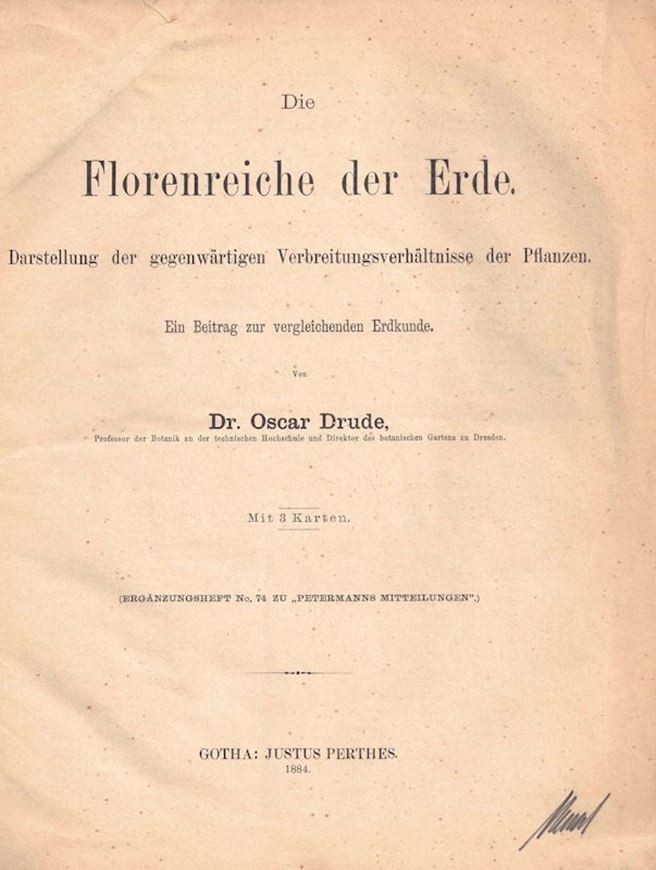 Die
Florenreiche der Erde.
Darstellung der gegenwärtigen Verbreitungsverhältnisse der Pflanzen.
Ein Beitrag zur vergleichenden Erdkunde.
Von
Dr. Oscar Drude,
Professor der Botanik an der technischen Hochschule und Direktor des botanischen Gartens zu Dresden.
Mit 3 Karten.
(ERGÄNZUNGSHEFT No. 74 ZU „PETERMANNS MITTEILUNGEN”.)
GOTHA: JUSTUS PERTHES.
1884.